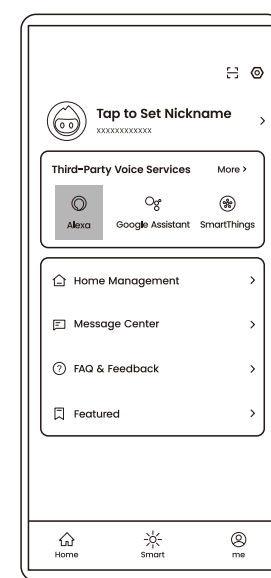 Tap to Set Nickname
xxxxxxxxxxxx
Third-Party Voice Services More >
Alexa Google Assistant SmartThings
Home Management
Message Center
FAQ & Feedback
Featured
Home Smart me